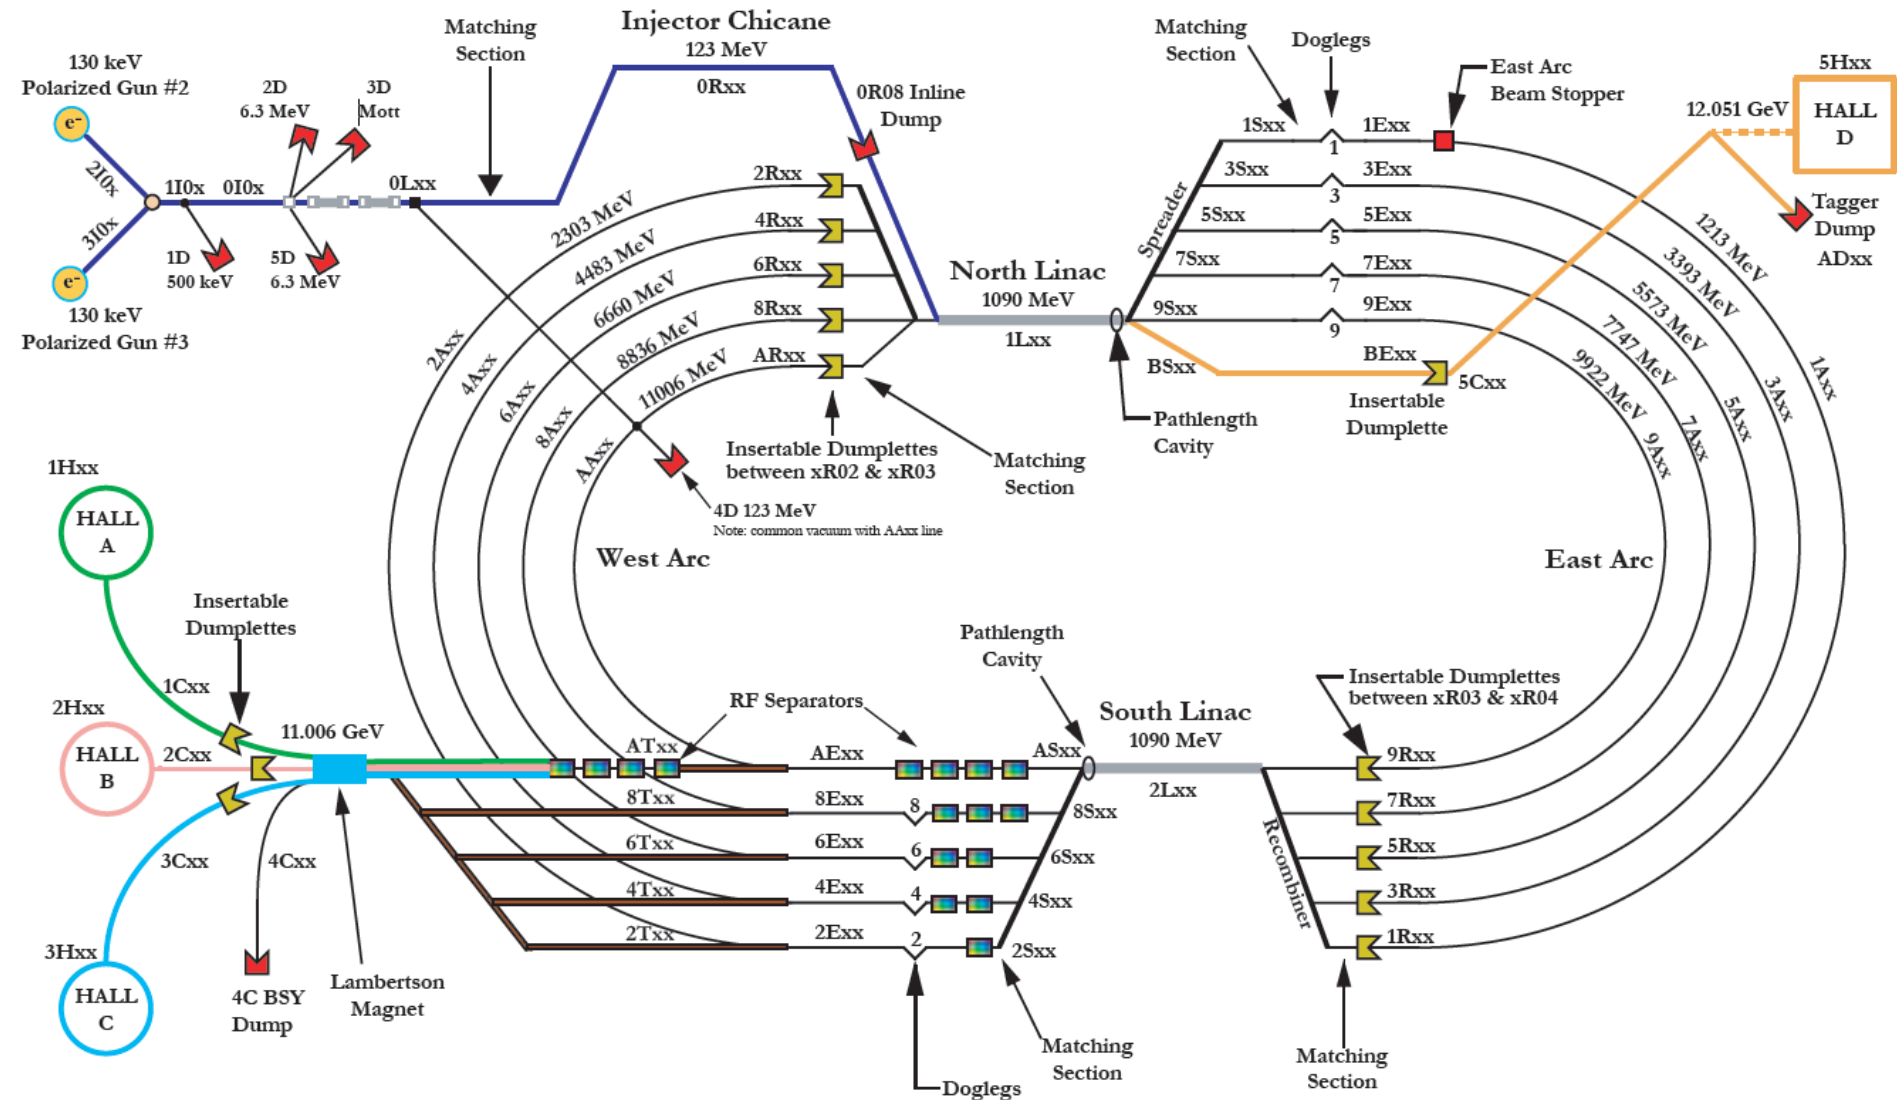 Injector Chicane
123 MeV
0Rxx
Matching
Section
130 keV
Polarized Gun #2
e-
2I0x
2D
6.3 MeV
3D
Mott
1I0x
0I0x
0Lxx
3I0x
e-
1D
500 keV
5D
6.3 MeV
130 keV
Polarized Gun #3
0R08 Inline
Dump
2Rxx
4Rxx
6Rxx
8Rxx
ARxx
2303 MeV
4483 MeV
6660 MeV
8836 MeV
11006 MeV
2Axx
4Axx
6Axx
8Axx
AAxx
Insertable Dumplettes
between xR02 & xR03
Matching
Section
4D 123 MeV
Note: common vacuum with AAxx line
West Arc
North Linac
1090 MeV
1Lxx
Pathlength
Cavity
Matching
Section
Doglegs
East Arc
Beam Stopper
Spreader
1Sxx
1
1Exx
3Sxx
3
3Exx
5Sxx
5
5Exx
7Sxx
7
7Exx
9Sxx
9
9Exx
BSxx
BExx
5Cxx
Insertable
Dumplette
12.051 GeV
5Hxx
HALL
D
Tagger
Dump
ADxx
1213 MeV
3393 MeV
5573 MeV
7747 MeV
9922 MeV
1Axx
3Axx
5Axx
7Axx
9Axx
East Arc
1Hxx
HALL
A
Insertable
Dumplettes
1Cxx
2Hxx
HALL
B
2Cxx
11.006 GeV
3Cxx
4Cxx
3Hxx
HALL
C
4C BSY
Dump
Lambertson
Magnet
RF Separators
Pathlength
Cavity
ATxx
AExx
ASxx
8Txx
8Exx
8
8Sxx
6Txx
6Exx
6
6Sxx
4Txx
4Exx
4
4Sxx
2Txx
2Exx
2
2Sxx
Doglegs
Matching
Section
South Linac
1090 MeV
2Lxx
Insertable Dumplettes
between xR03 & xR04
Recombiner
9Rxx
7Rxx
5Rxx
3Rxx
1Rxx
Matching
Section